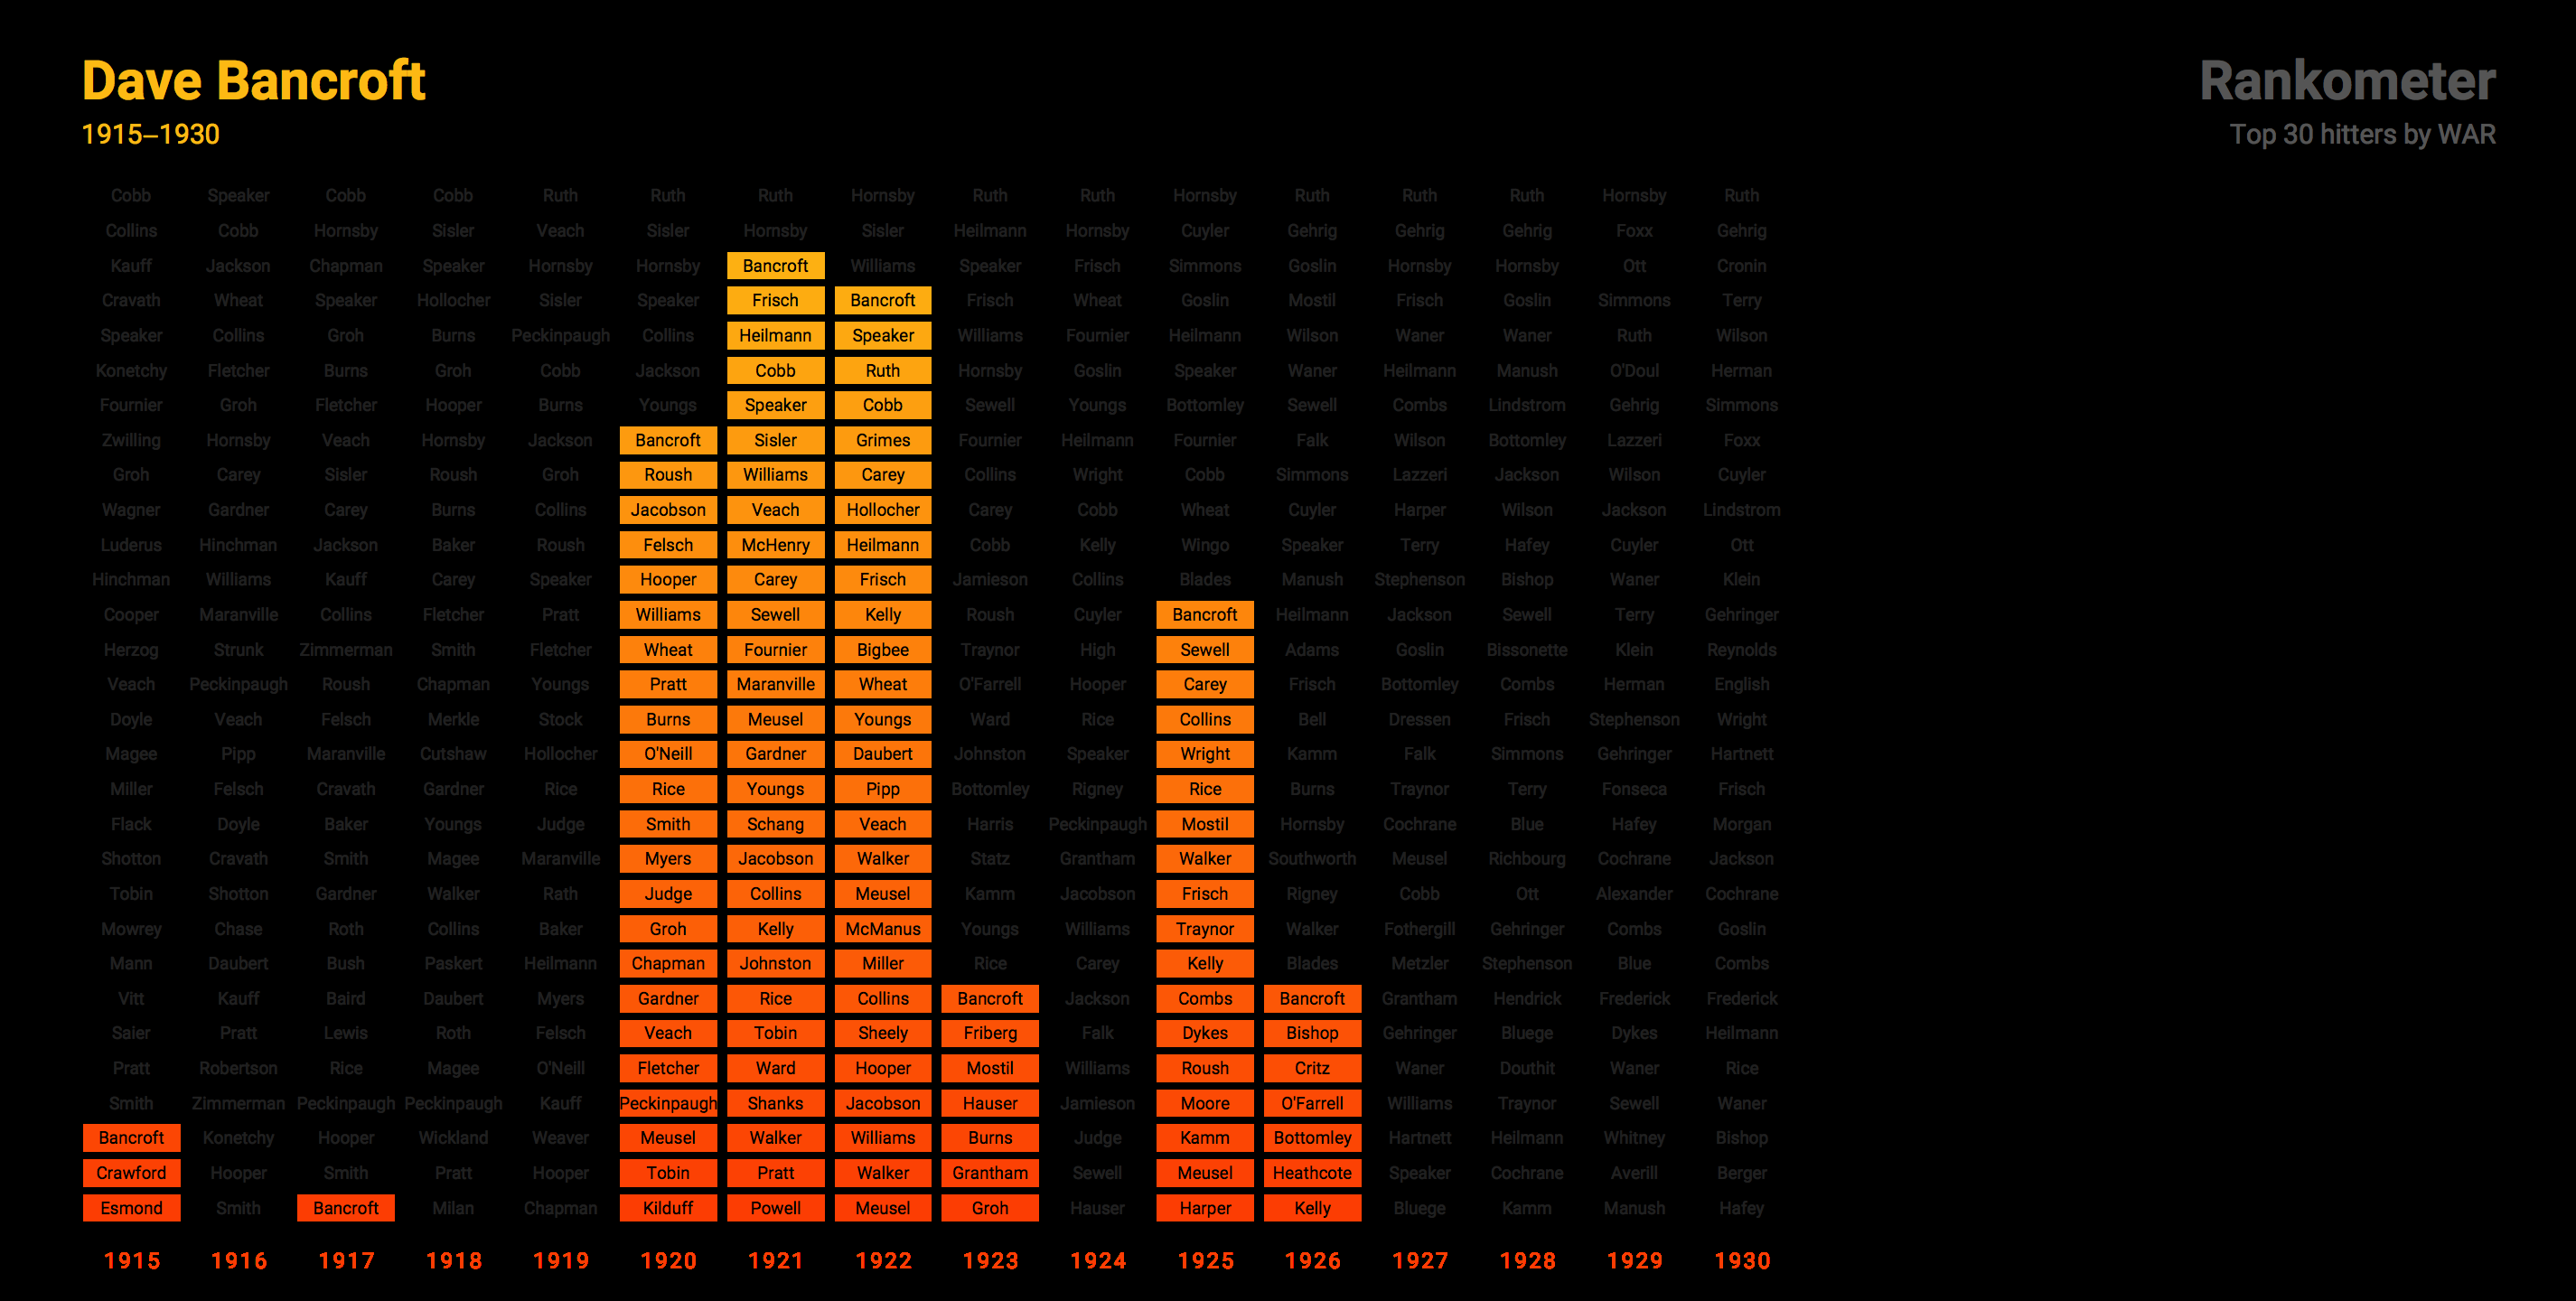 Dave Bancroft Rankometer
1915–1930 Top 30 hitters by WAR
Cobb Speaker Cobb Cobb Ruth Ruth Ruth Hornsby Ruth Ruth Hornsby Ruth Ruth Ruth Hornsby Ruth
Collins Cobb Hornsby Sisler Veach Sisler Hornsby Sisler Heilmann Hornsby Cuyler Gehrig Gehrig Gehrig Foxx Gehrig
Kauff Jackson Chapman Speaker Hornsby Hornsby Bancroft Williams Speaker Frisch Simmons Goslin Hornsby Hornsby Ott Cronin
Cravath Wheat Speaker Hollocher Sisler Speaker Frisch Bancroft Frisch Wheat Goslin Mostil Frisch Goslin Simmons Terry
Speaker Collins Groh Burns Peckinpaugh Collins Heilmann Speaker Williams Fournier Heilmann Wilson Waner Waner Ruth Wilson
Konetchy Fletcher Burns Groh Cobb Jackson Cobb Ruth Hornsby Goslin Speaker Waner Heilmann Manush O'Doul Herman
Fournier Groh Fletcher Hooper Burns Youngs Speaker Cobb Sewell Youngs Bottomley Sewell Combs Lindstrom Gehrig Simmons
Zwilling Hornsby Veach Hornsby Jackson Bancroft Sisler Grimes Fournier Heilmann Fournier Falk Wilson Bottomley Lazzeri Foxx
Groh Carey Sisler Roush Groh Roush Williams Carey Collins Wright Cobb Simmons Lazzeri Jackson Wilson Cuyler
Wagner Gardner Carey Burns Collins Jacobson Veach Hollocher Carey Cobb Wheat Cuyler Harper Wilson Jackson Lindstrom
Luderus Hinchman Jackson Baker Roush Felsch McHenry Heilmann Cobb Kelly Wingo Speaker Terry Hafey Cuyler Ott
Hinchman Williams Kauff Carey Speaker Hooper Carey Frisch Jamieson Collins Blades Manush Stephenson Bishop Waner Klein
Cooper Maranville Collins Fletcher Pratt Williams Sewell Kelly Roush Cuyler Bancroft Heilmann Jackson Sewell Terry Gehringer
Herzog Strunk Zimmerman Smith Fletcher Wheat Fournier Bigbee Traynor High Sewell Adams Goslin Bissonette Klein Reynolds
Veach Peckinpaugh Roush Chapman Youngs Pratt Maranville Wheat O'Farrell Hooper Carey Frisch Bottomley Combs Herman English
Doyle Veach Felsch Merkle Stock Burns Meusel Youngs Ward Rice Collins Bell Dressen Frisch Stephenson Wright
Magee Pipp Maranville Cutshaw Hollocher O'Neill Gardner Daubert Johnston Speaker Wright Kamm Falk Simmons Gehringer Hartnett
Miller Felsch Cravath Gardner Rice Rice Youngs Pipp Bottomley Rigney Rice Burns Traynor Terry Fonseca Frisch
Flack Doyle Baker Youngs Judge Smith Schang Veach Harris Peckinpaugh Mostil Hornsby Cochrane Blue Hafey Morgan
Shotton Cravath Smith Magee Maranville Myers Jacobson Walker Statz Grantham Walker Southworth Meusel Richbourg Cochrane Jackson
Tobin Shotton Gardner Walker Rath Judge Collins Meusel Kamm Jacobson Frisch Rigney Cobb Ott Alexander Cochrane
Mowrey Chase Roth Collins Baker Groh Kelly McManus Youngs Williams Traynor Walker Fothergill Gehringer Combs Goslin
Mann Daubert Bush Paskert Heilmann Chapman Johnston Miller Rice Carey Kelly Blades Metzler Stephenson Blue Combs
Vitt Kauff Baird Daubert Myers Gardner Rice Collins Bancroft Jackson Combs Bancroft Grantham Hendrick Frederick Frederick
Saier Pratt Lewis Roth Felsch Veach Tobin Sheely Friberg Falk Dykes Bishop Gehringer Bluege Dykes Heilmann
Pratt Robertson Rice Magee O'Neill Fletcher Ward Hooper Mostil Williams Roush Critz Waner Douthit Waner Rice
Smith Zimmerman Peckinpaugh Peckinpaugh Kauff Peckinpaugh Shanks Jacobson Hauser Jamieson Moore O'Farrell Williams Traynor Sewell Waner
Bancroft Konetchy Hooper Wickland Weaver Meusel Walker Williams Burns Judge Kamm Bottomley Hartnett Heilmann Whitney Bishop
Crawford Hooper Smith Pratt Hooper Tobin Pratt Walker Grantham Sewell Meusel Heathcote Speaker Cochrane Averill Berger
Esmond Smith Bancroft Milan Chapman Kilduff Powell Meusel Groh Hauser Harper Kelly Bluege Kamm Manush Hafey
1915 1916 1917 1918 1919 1920 1921 1922 1923 1924 1925 1926 1927 1928 1929 1930